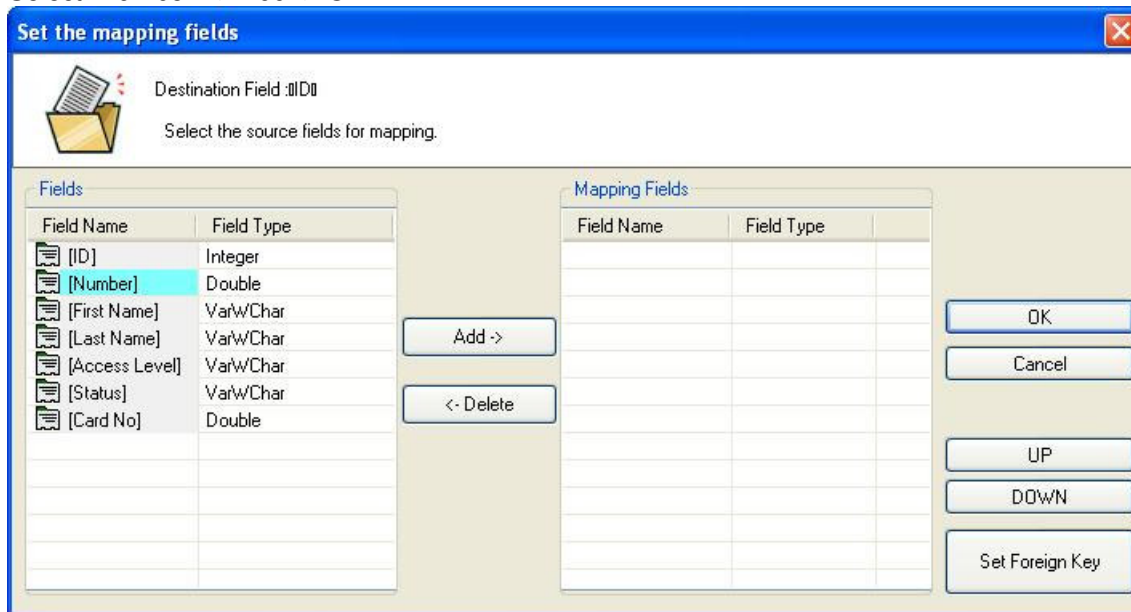 Set the mapping fields
Destination Field :▯ID▯
Select the source fields for mapping.
Fields
Field Name Field Type
[ID] Integer
[Number] Double
[First Name] VarWChar
[Last Name] VarWChar
[Access Level] VarWChar
[Status] VarWChar
[Card No] Double
Add ->
<- Delete
Mapping Fields
Field Name Field Type
OK
Cancel
UP
DOWN
Set Foreign Key